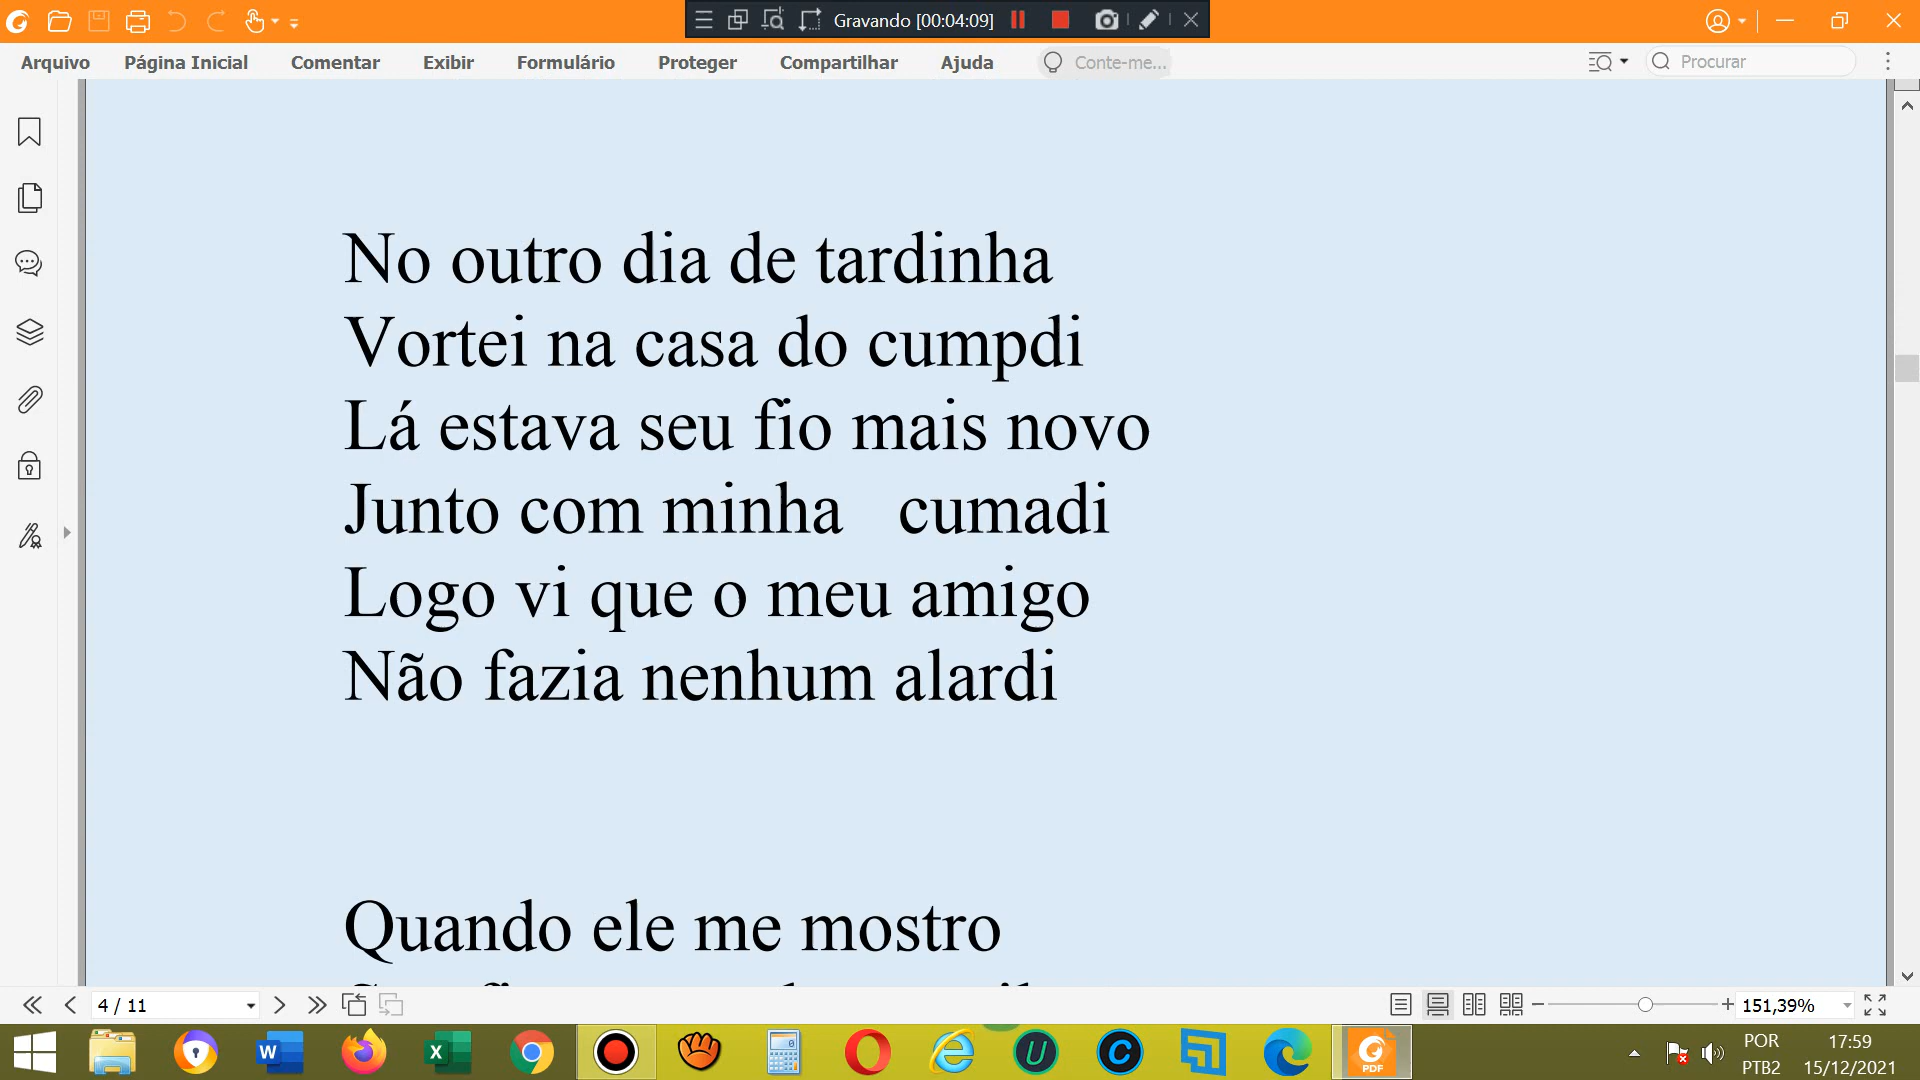 Gravando [00:04:09]
Arquivo Página Inicial Comentar Exibir Formulário Proteger Compartilhar Ajuda Conte-me... Procurar
No outro dia de tardinha
Vortei na casa do cumpdi
Lá estava seu fio mais novo
Junto com minha cumadi
Logo vi que o meu amigo
Não fazia nenhum alardi
Quando ele me mostro
4 / 11
151,39%
POR 17:59
PTB2 15/12/2021